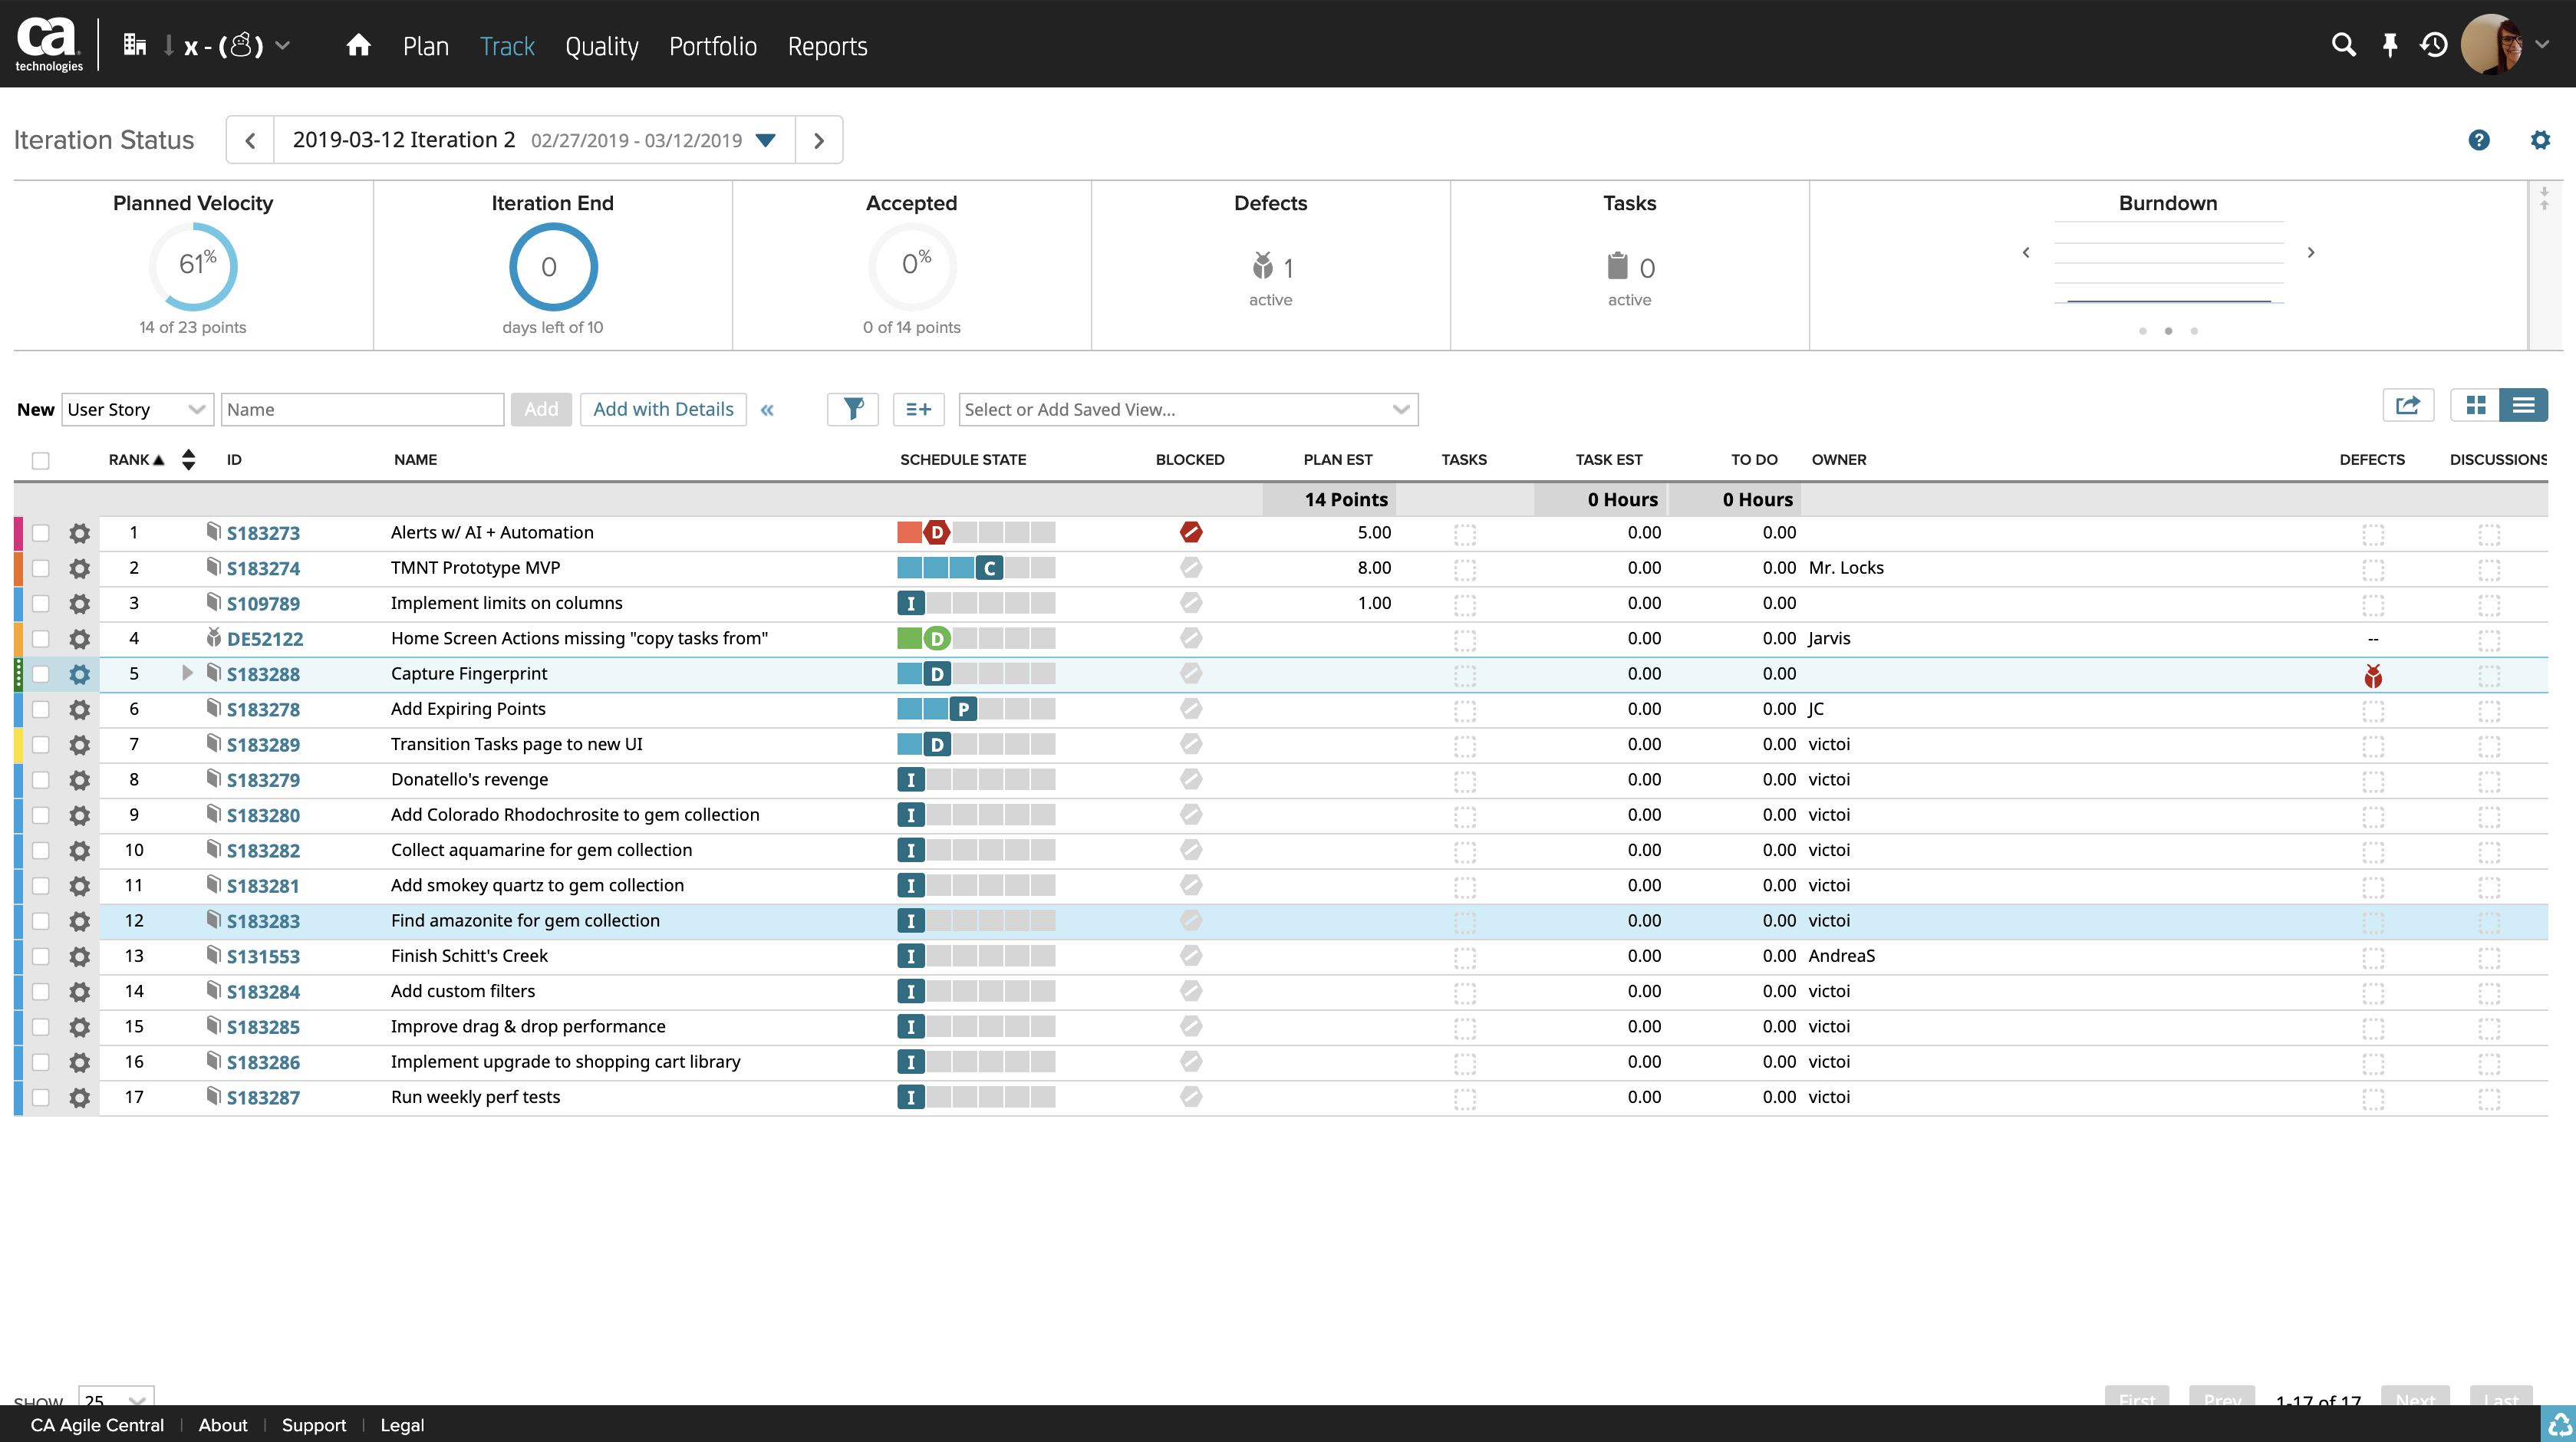 ca
technologies
x - (☃) Plan Track Quality Portfolio Reports
Iteration Status 2019-03-12 Iteration 2 02/27/2019 - 03/12/2019 ?
Planned Velocity Iteration End Accepted Defects Tasks Burndown
61% 0 0% 1 0
14 of 23 points days left of 10 0 of 14 points active active
New User Story Name Add Add with Details « Select or Add Saved View...
RANK ID NAME SCHEDULE STATE BLOCKED PLAN EST TASKS TASK EST TO DO OWNER DEFECTS DISCUSSIONS
14 Points 0 Hours 0 Hours
1 S183273 Alerts w/ AI + Automation D 5.00 0.00 0.00
2 S183274 TMNT Prototype MVP C 8.00 0.00 0.00 Mr. Locks
3 S109789 Implement limits on columns I 1.00 0.00 0.00
4 DE52122 Home Screen Actions missing "copy tasks from" D 0.00 0.00 Jarvis --
5 S183288 Capture Fingerprint D 0.00 0.00
6 S183278 Add Expiring Points P 0.00 0.00 JC
7 S183289 Transition Tasks page to new UI D 0.00 0.00 victoi
8 S183279 Donatello's revenge I 0.00 0.00 victoi
9 S183280 Add Colorado Rhodochrosite to gem collection I 0.00 0.00 victoi
10 S183282 Collect aquamarine for gem collection I 0.00 0.00 victoi
11 S183281 Add smokey quartz to gem collection I 0.00 0.00 victoi
12 S183283 Find amazonite for gem collection I 0.00 0.00 victoi
13 S131553 Finish Schitt's Creek I 0.00 0.00 AndreaS
14 S183284 Add custom filters I 0.00 0.00 victoi
15 S183285 Improve drag & drop performance I 0.00 0.00 victoi
16 S183286 Implement upgrade to shopping cart library I 0.00 0.00 victoi
17 S183287 Run weekly perf tests I 0.00 0.00 victoi
SHOW 25 First Prev 1-17 of 17 Next Last
CA Agile Central About Support Legal